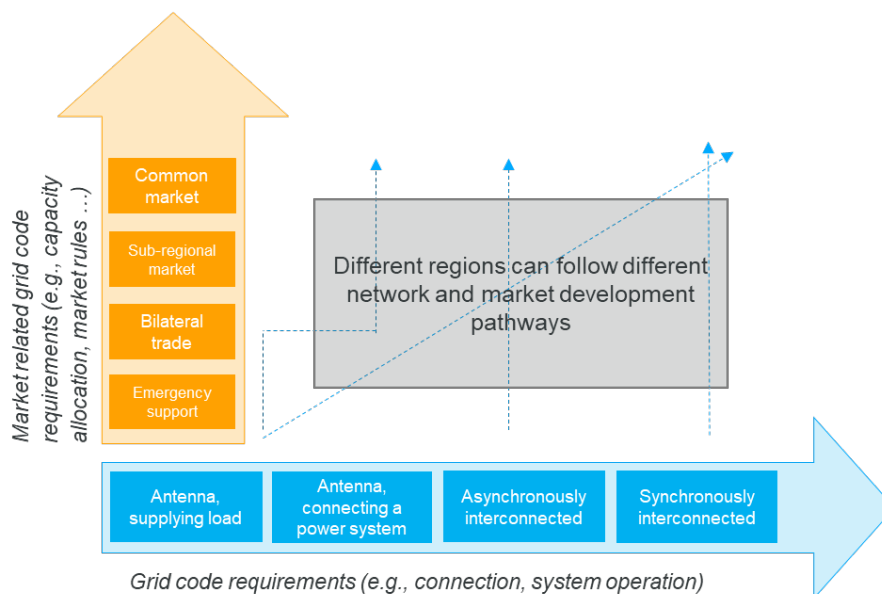 Market related grid code
requirements (e.g., capacity
allocation, market rules ...)
Common
market
Sub-regional
market
Bilateral
trade
Emergency
support
Different regions can follow different
network and market development
pathways
Antenna,
supplying load
Antenna,
connecting a
power system
Asynchronously
interconnected
Synchronously
interconnected
Grid code requirements (e.g., connection, system operation)